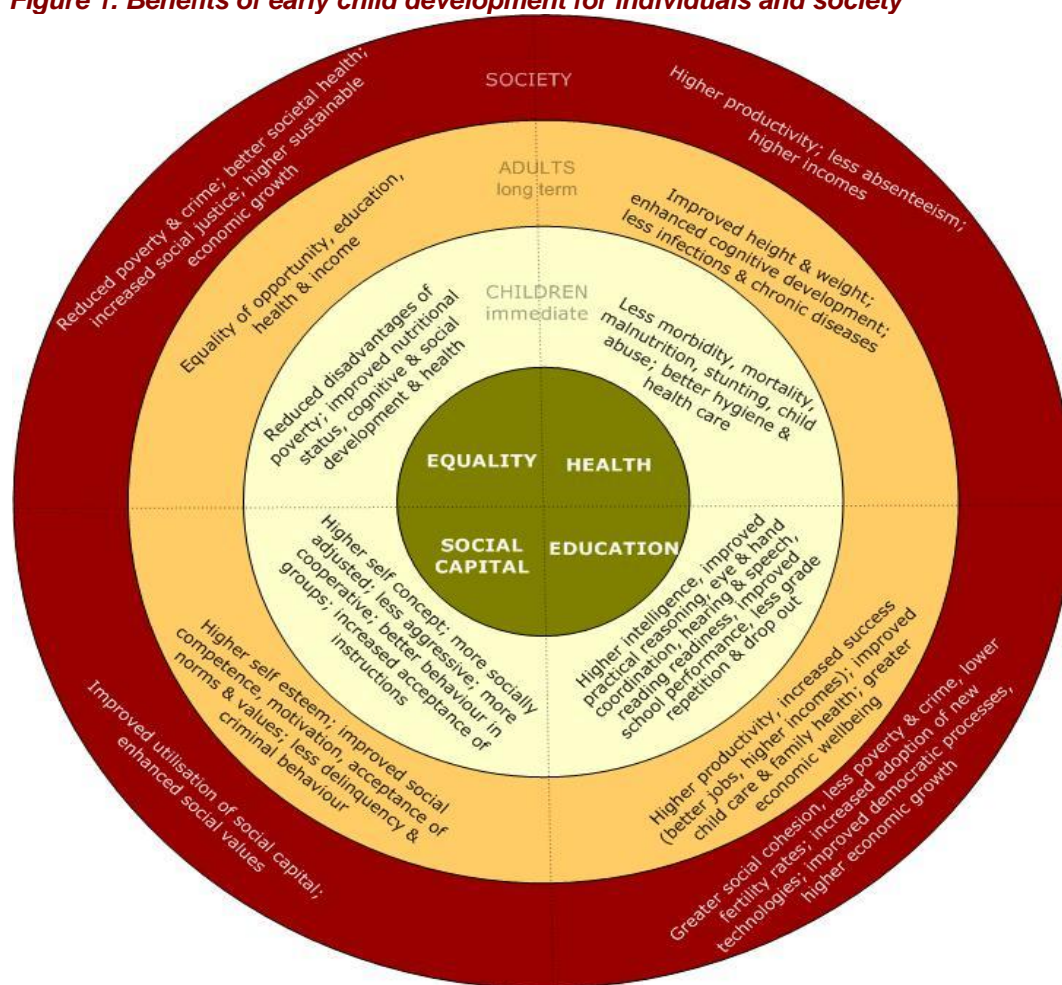 Figure 1: Benefits of early child development for individuals and society
SOCIETY
Reduced poverty & crime; better societal health;
increased social justice; higher sustainable
economic growth
Higher productivity; less absenteeism;
higher incomes
ADULTS
long term
Equality of opportunity, education,
health & income
Improved height & weight;
enhanced cognitive development;
less infections & chronic diseases
CHILDREN
immediate
Reduced disadvantages of
poverty; improved nutritional
status, cognitive & social
development & health
Less morbidity, mortality,
malnutrition, stunting, child
abuse; better hygiene &
health care
EQUALITY
HEALTH
SOCIAL
CAPITAL
EDUCATION
Higher self concept; more socially
adjusted; less aggressive; more
cooperative; better behaviour in
groups; increased acceptance of
instructions
Higher intelligence, improved
practical reasoning, eye & hand
coordination, hearing & speech,
reading readiness, improved
school performance, less grade
repetition & drop out
Higher self esteem; improved social
competence, motivation, acceptance of
norms & values; less delinquency &
criminal behaviour
Higher productivity, increased success
(better jobs, higher incomes); improved
child care & family health; greater
economic wellbeing
Improved utilisation of social capital;
enhanced social values
Greater social cohesion, less poverty & crime, lower
fertility rates; increased adoption of new
technologies; improved democratic processes,
higher economic growth